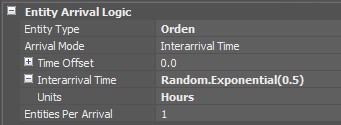 Entity Arrival Logic
Entity Type Orden
Arrival Mode Interarrival Time
Time Offset 0.0
Interarrival Time Random.Exponential(0.5)
Units Hours
Entities Per Arrival 1